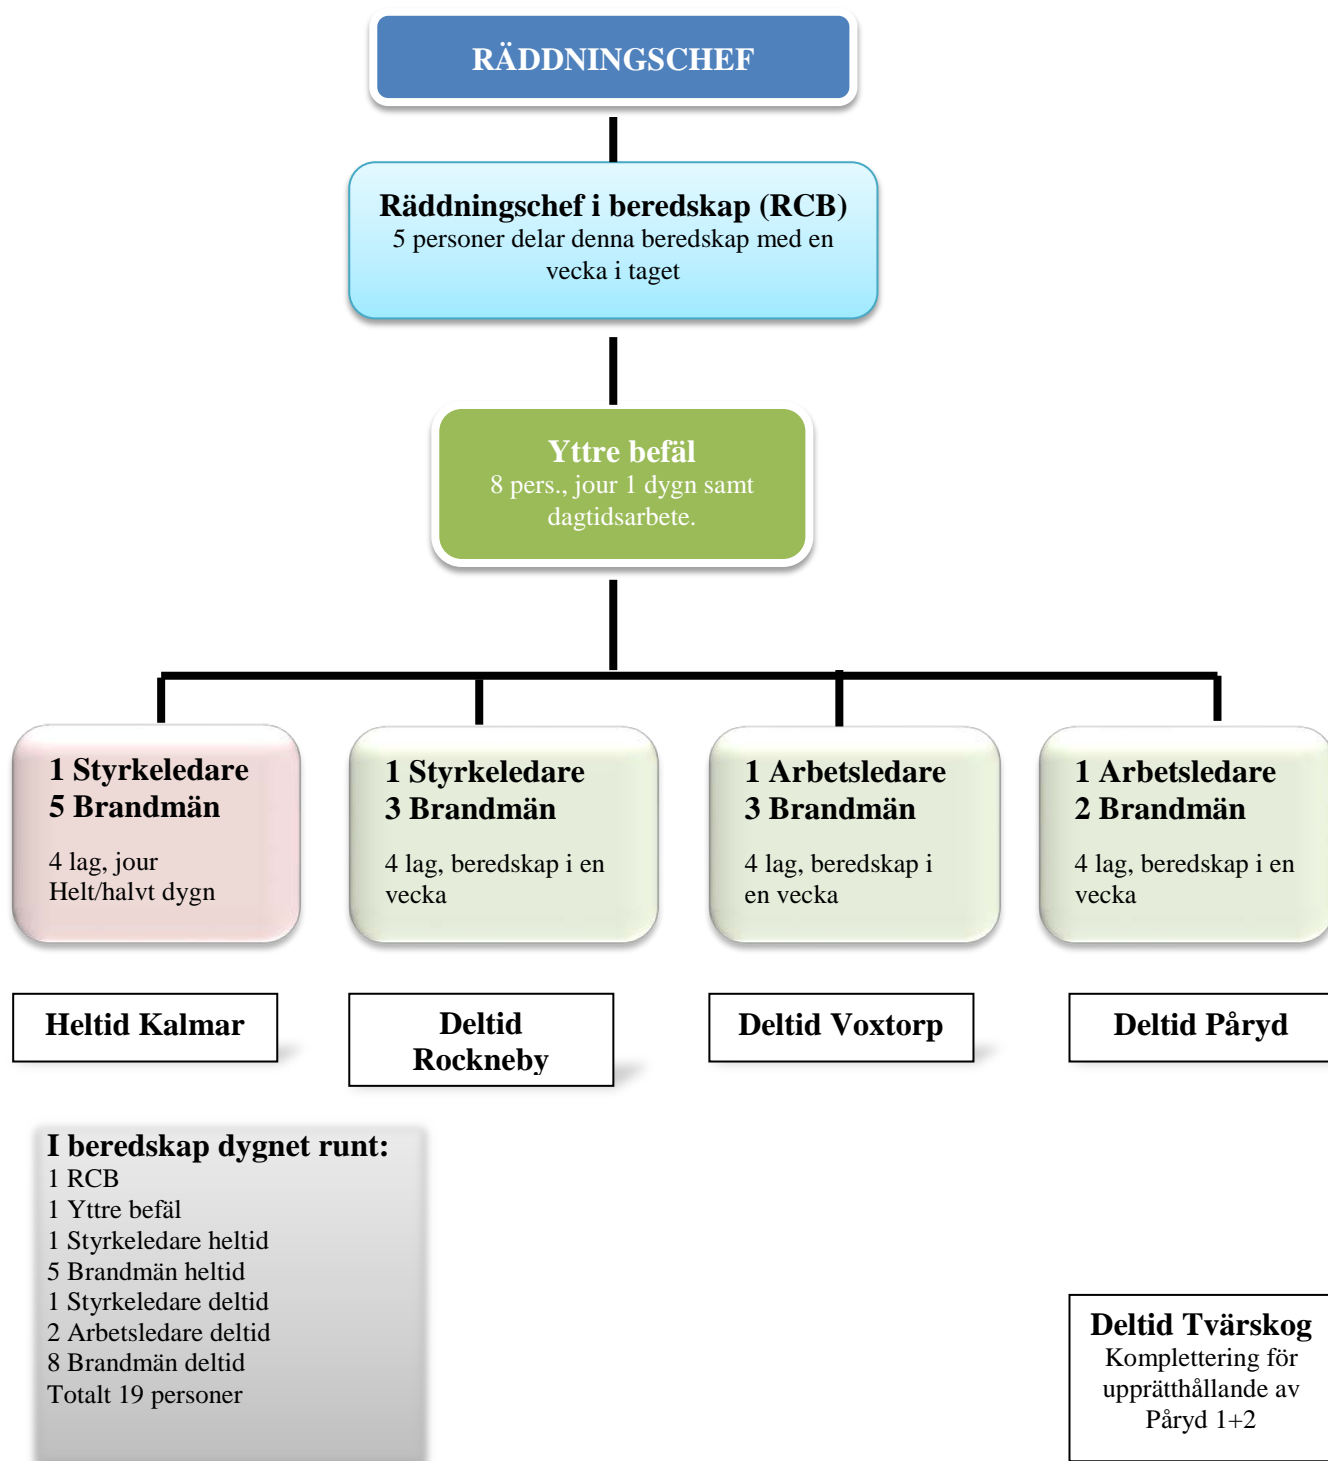 RÄDDNINGSCHEF
Räddningschef i beredskap (RCB)
5 personer delar denna beredskap med en
vecka i taget
Yttre befäl
8 pers., jour 1 dygn samt
dagtidsarbete.
1 Styrkeledare
5 Brandmän
4 lag, jour
Helt/halvt dygn
1 Styrkeledare
3 Brandmän
4 lag, beredskap i en
vecka
1 Arbetsledare
3 Brandmän
4 lag, beredskap i
en vecka
1 Arbetsledare
2 Brandmän
4 lag, beredskap i en
vecka
Heltid Kalmar
Deltid
Rockneby
Deltid Voxtorp
Deltid Påryd
I beredskap dygnet runt:
1 RCB
1 Yttre befäl
1 Styrkeledare heltid
5 Brandmän heltid
1 Styrkeledare deltid
2 Arbetsledare deltid
8 Brandmän deltid
Totalt 19 personer
Deltid Tvärskog
Komplettering för
upprätthållande av
Påryd 1+2